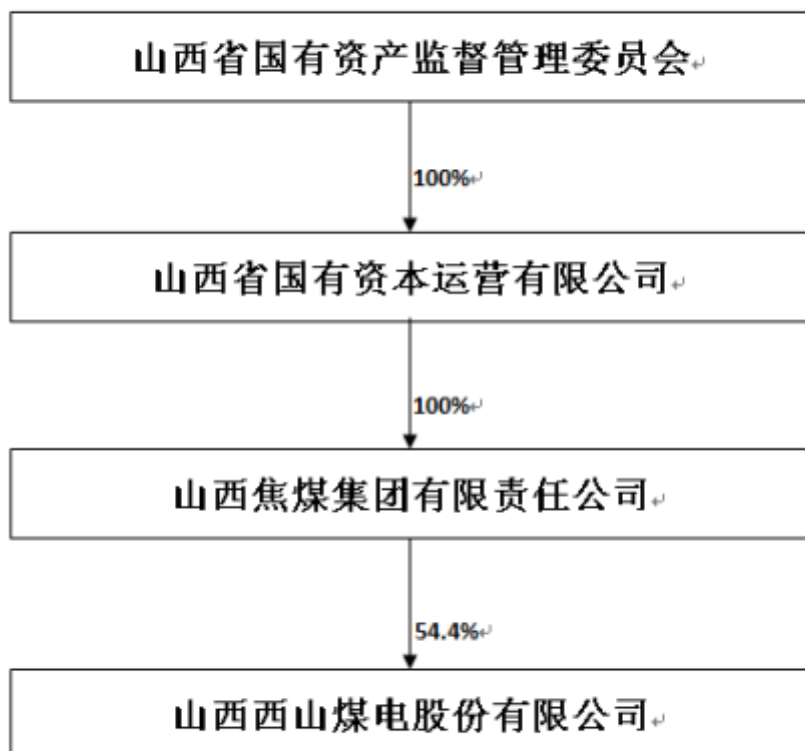 山西省国有资产监督管理委员会
100%
山西省国有资本运营有限公司
100%
山西焦煤集团有限责任公司
54.4%
山西西山煤电股份有限公司